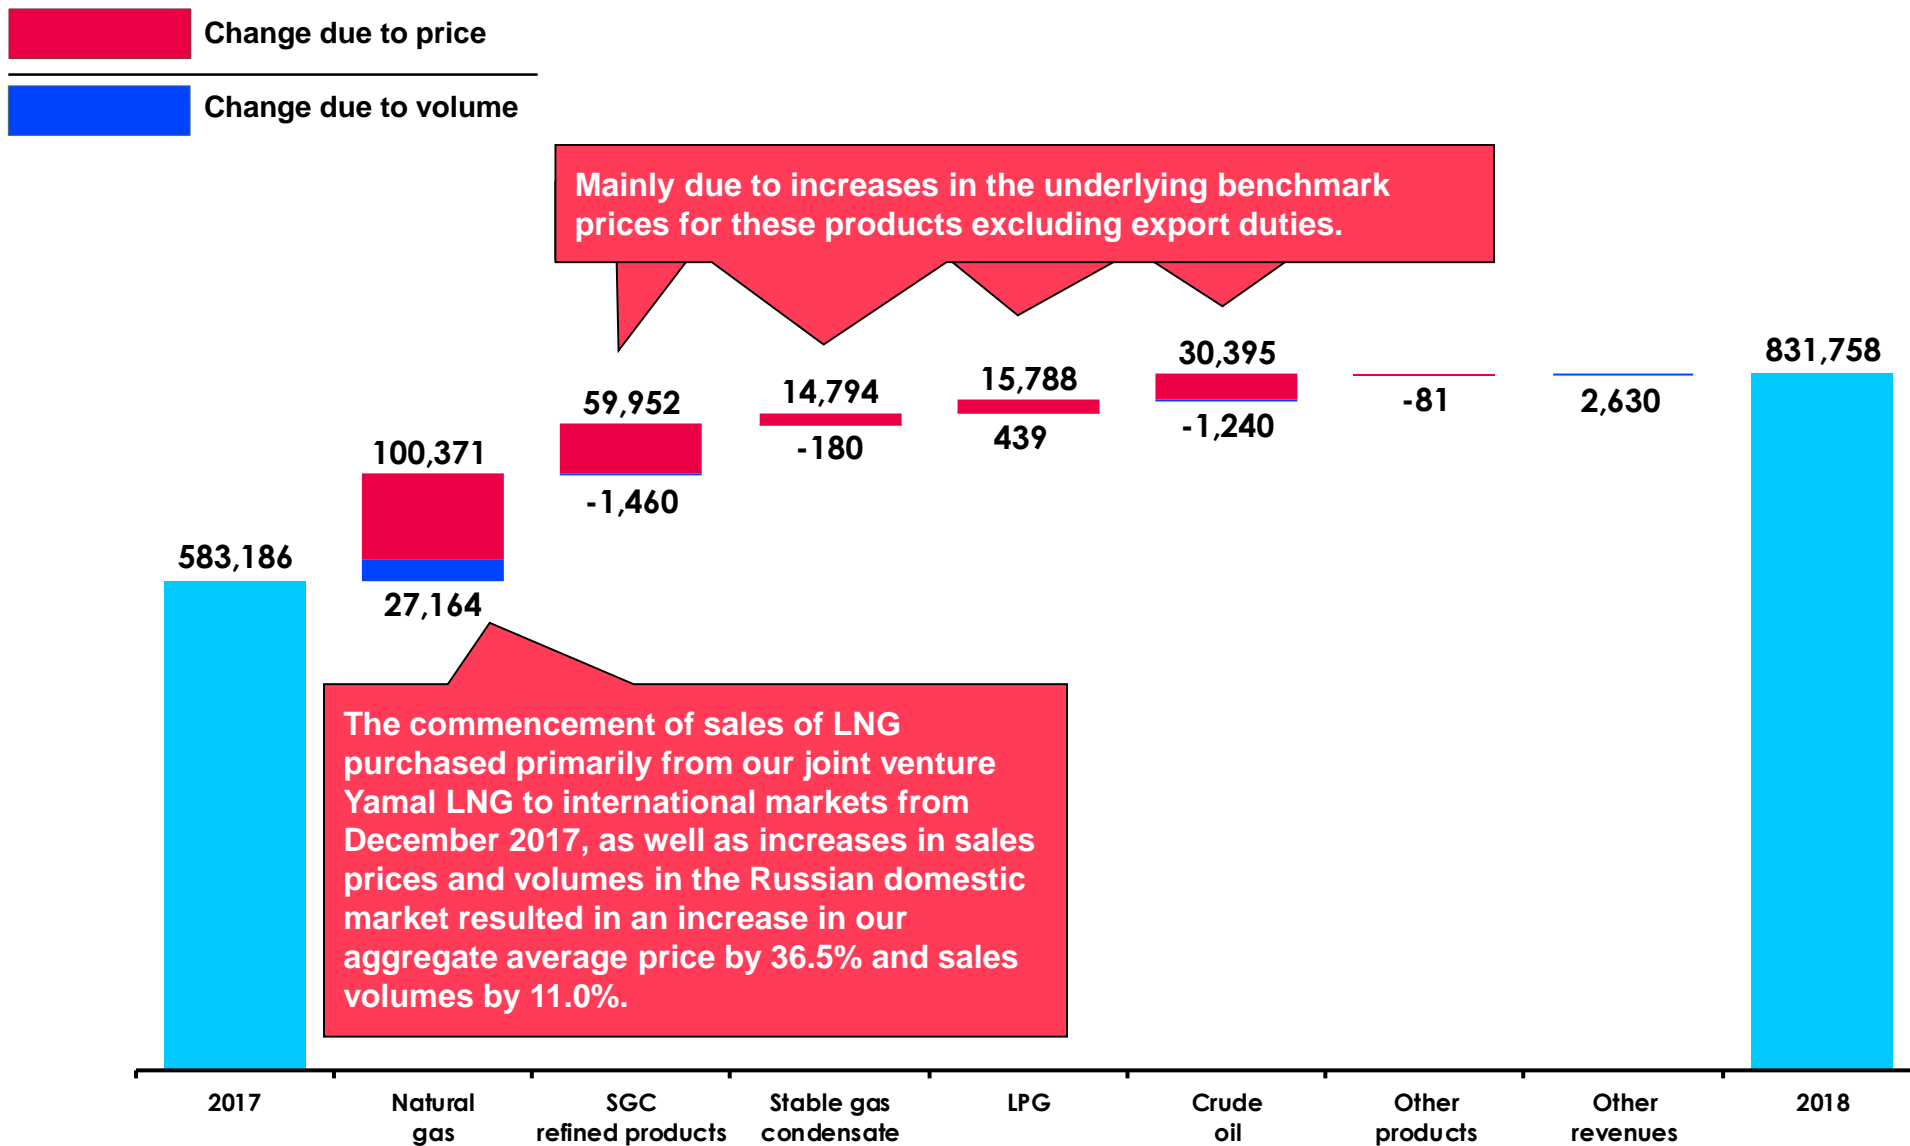 Change due to price
Change due to volume
Mainly due to increases in the underlying benchmark
prices for these products excluding export duties.
583,186
100,371
27,164
59,952
-1,460
14,794
-180
15,788
439
30,395
-1,240
-81
2,630
831,758
The commencement of sales of LNG
purchased primarily from our joint venture
Yamal LNG to international markets from
December 2017, as well as increases in sales
prices and volumes in the Russian domestic
market resulted in an increase in our
aggregate average price by 36.5% and sales
volumes by 11.0%.
2017
Natural
gas
SGC
refined products
Stable gas
condensate
LPG
Crude
oil
Other
products
Other
revenues
2018